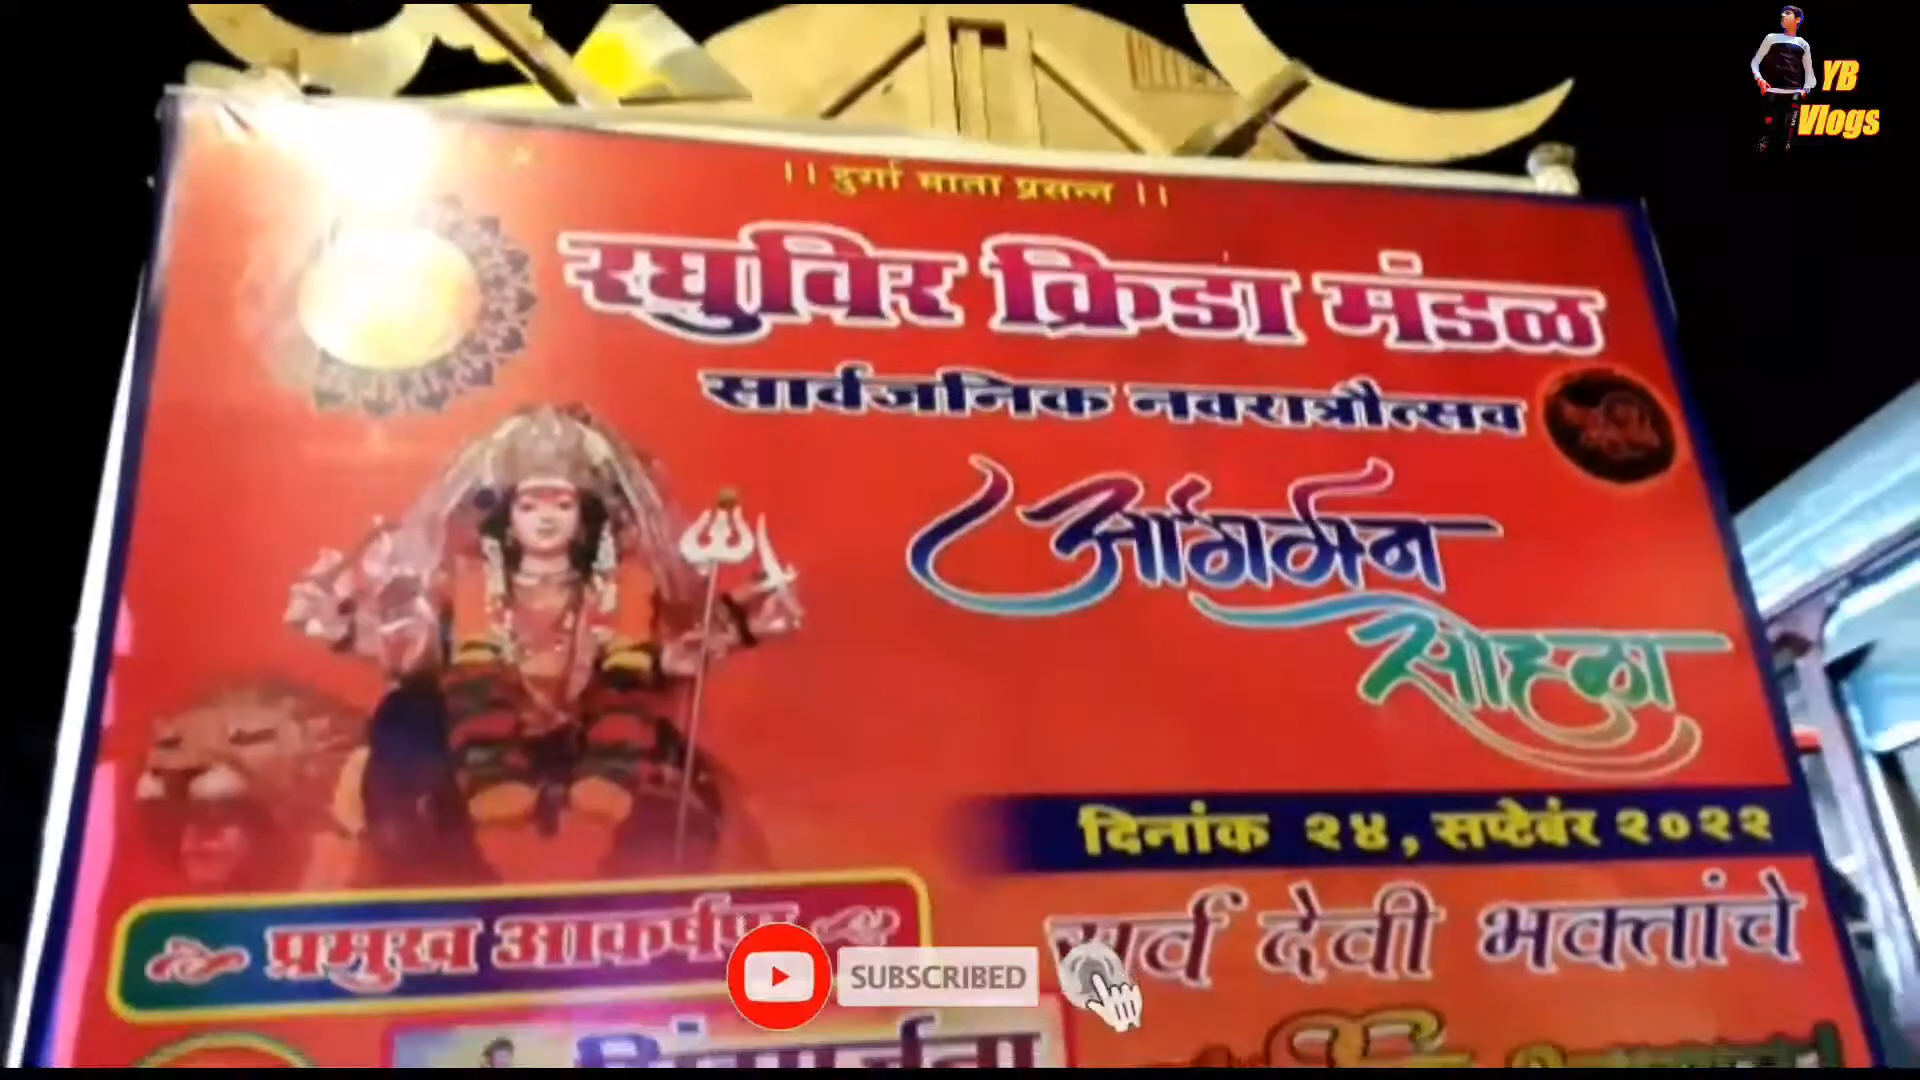 YB
Vlogs
।। दुर्गा माता प्रसन्न ।।
रघुविर क्रिडा मंडळ
सार्वजनिक नवरात्रौत्सव
आगमन
सोहळा
दिनांक २४, सप्टेंबर २०२२
प्रमुख आकर्षण
सर्व देवी भक्तांचे
SUBSCRIBED